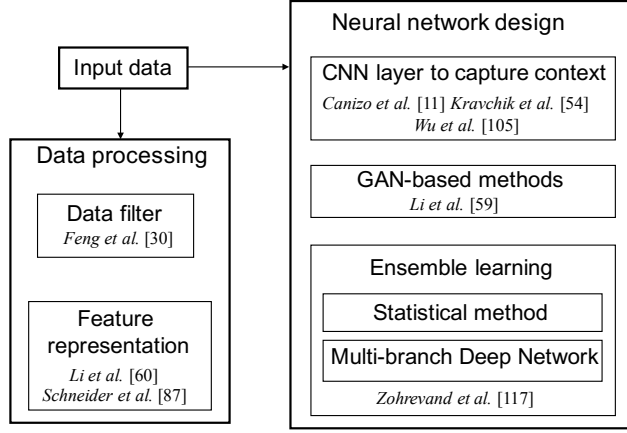 Input data
Data processing
Data filter
Feng et al. [30]
Feature
representation
Li et al. [60]
Schneider et al. [87]
Neural network design
CNN layer to capture context
Canizo et al. [11] Kravchik et al. [54]
Wu et al. [105]
GAN-based methods
Li et al. [59]
Ensemble learning
Statistical method
Multi-branch Deep Network
Zohrevand et al. [117]